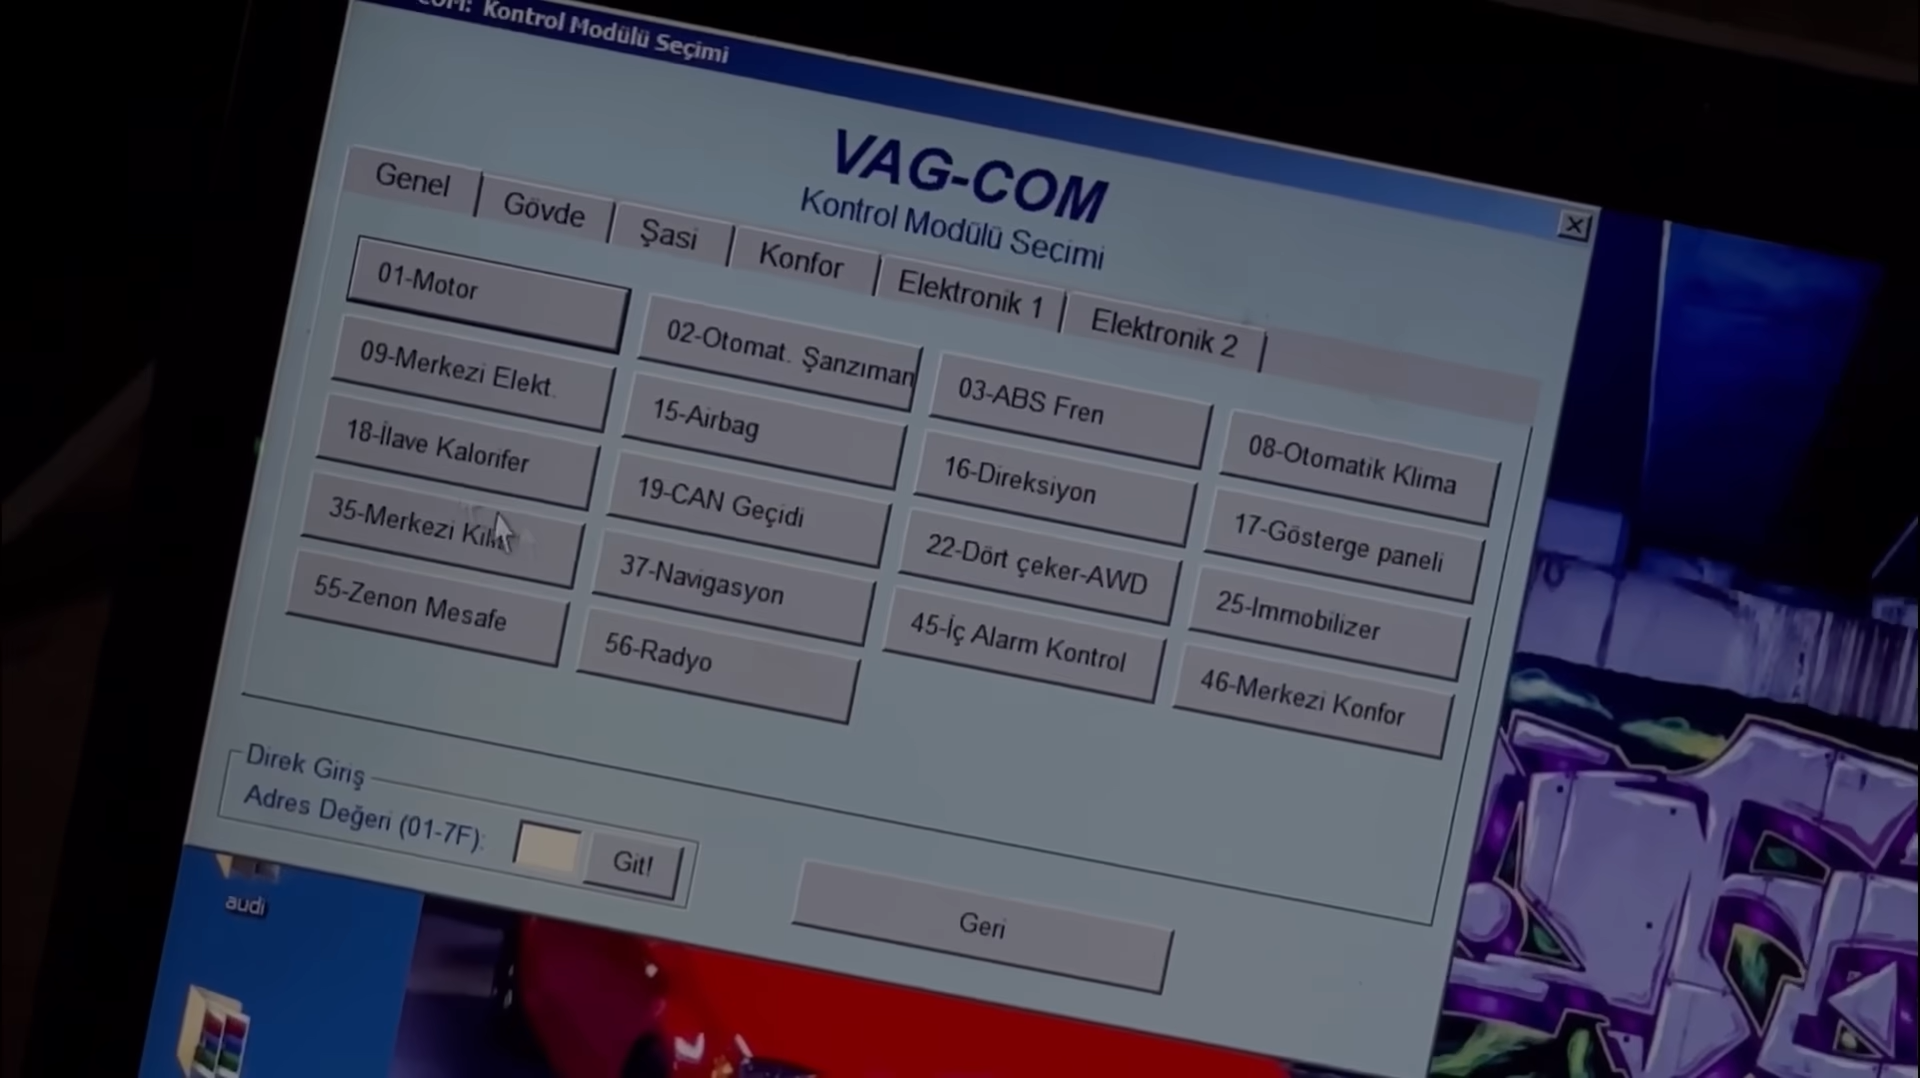 COM: Kontrol Modülü Seçimi
VAG-COM
Kontrol Modülü Secimi
Genel
Gövde
Şasi
Konfor
Elektronik 1
Elektronik 2
01-Motor
02-Otomat. Şanzıman
03-ABS Fren
08-Otomatik Klima
09-Merkezi Elekt.
15-Airbag
16-Direksiyon
17-Gösterge paneli
18-İlave Kalorifer
19-CAN Geçidi
22-Dört çeker-AWD
25-Immobilizer
35-Merkezi
37-Navigasyon
45-İç Alarm Kontrol
46-Merkezi Konfor
55-Zenon Mesafe
56-Radyo
Direk Giriş
Adres Değeri (01-7F):
Git!
Geri
audi